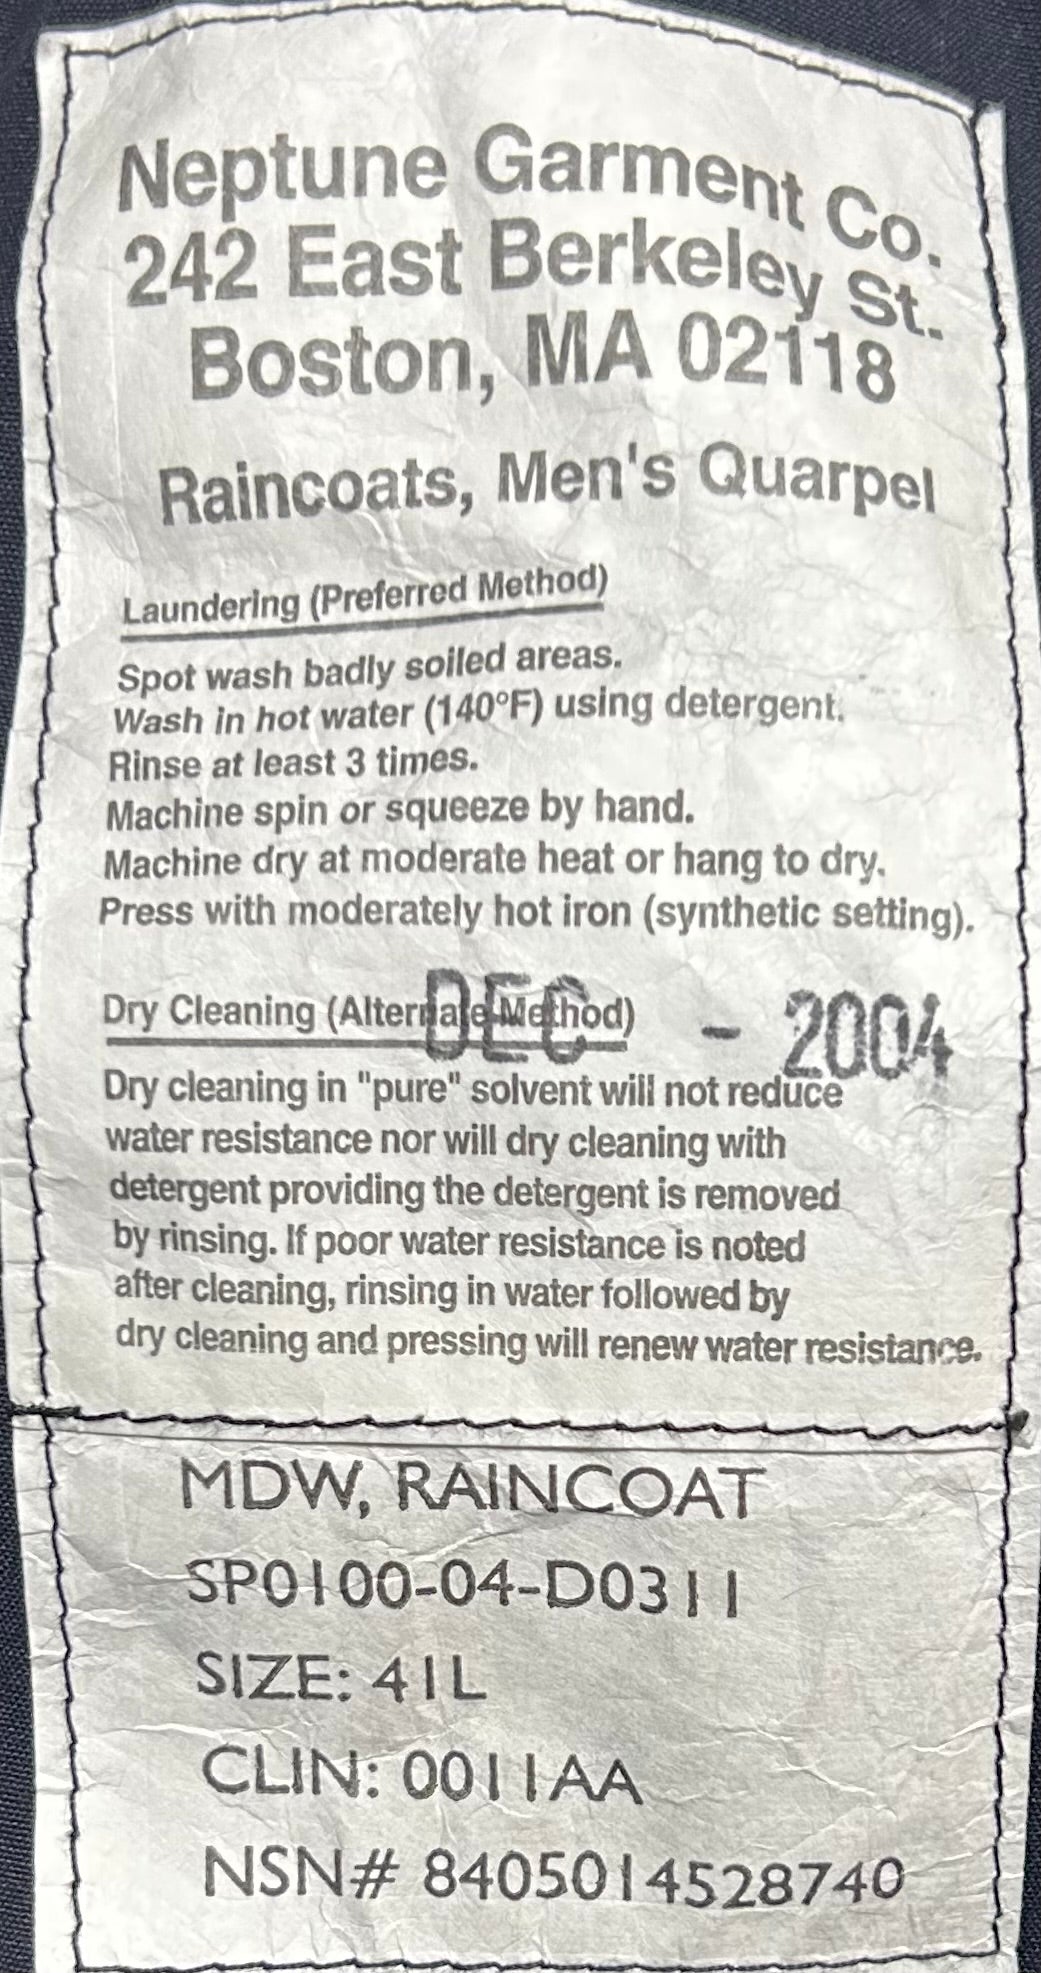 Neptune Garment Co.
242 East Berkeley St.
Boston, MA 02118
Raincoats, Men's Quarpel
Laundering (Preferred Method)
Spot wash badly soiled areas.
Wash in hot water (140°F) using detergent.
Rinse at least 3 times.
Machine spin or squeeze by hand.
Machine dry at moderate heat or hang to dry.
Press with moderately hot iron (synthetic setting).
Dry Cleaning (Alternate Method)
DEC - 2004
Dry cleaning in "pure" solvent will not reduce
water resistance nor will dry cleaning with
detergent providing the detergent is removed
by rinsing. If poor water resistance is noted
after cleaning, rinsing in water followed by
dry cleaning and pressing will renew water resistance.
MDW, RAINCOAT
SP0100-04-D0311
SIZE: 41L
CLIN: 0011AA
NSN# 8405014528740